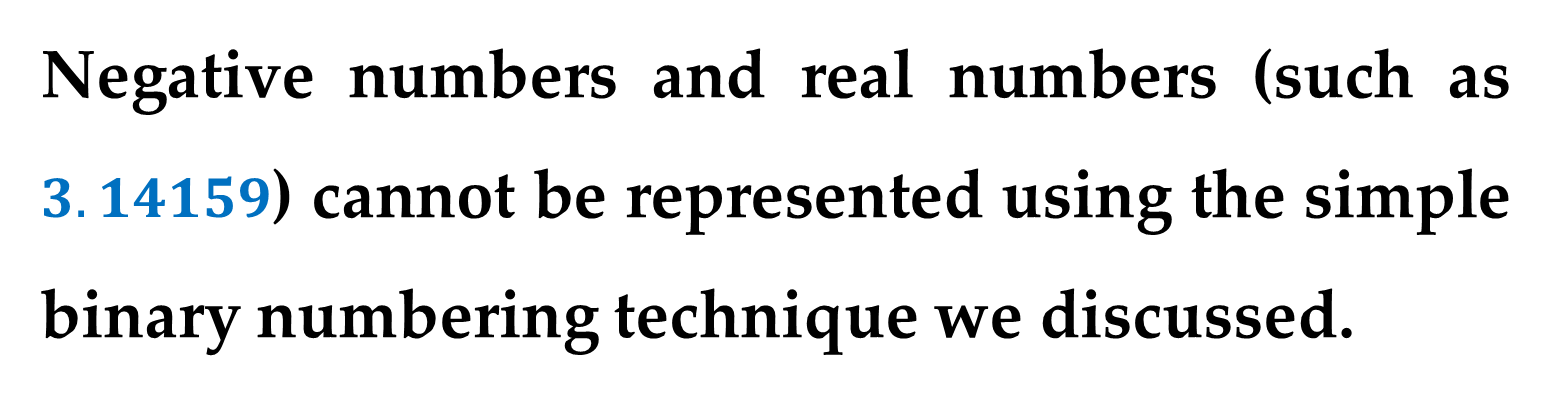 Negative numbers and real numbers (such as
3.14159) cannot be represented using the simple
binary numbering technique we discussed.